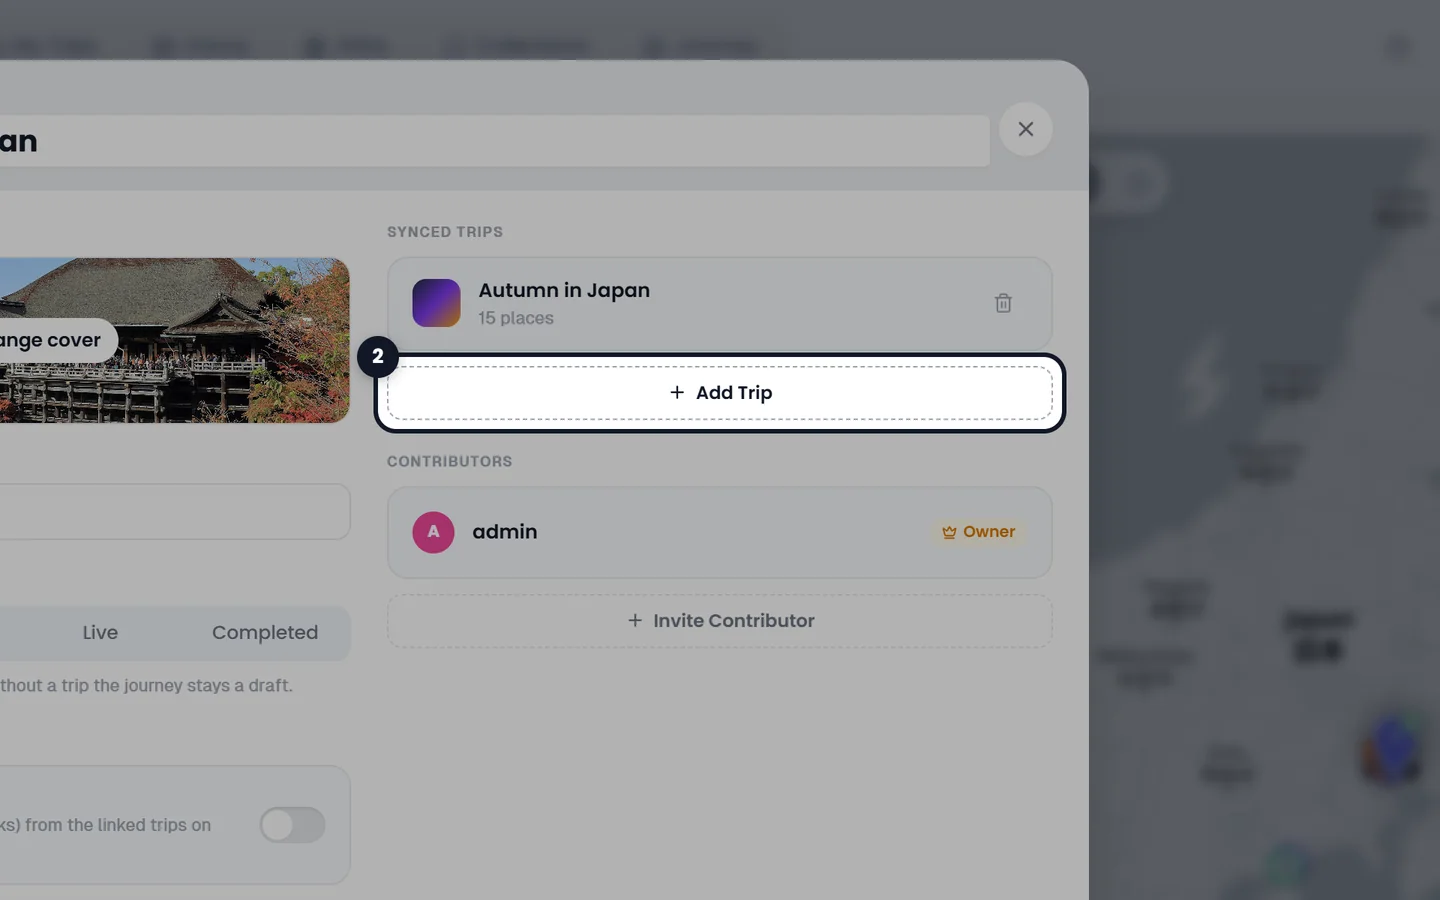 an
SYNCED TRIPS
Autumn in Japan
15 places
ange cover
2
+ Add Trip
CONTRIBUTORS
A admin Owner
+ Invite Contributor
Live Completed
thout a trip the journey stays a draft.
ks) from the linked trips on